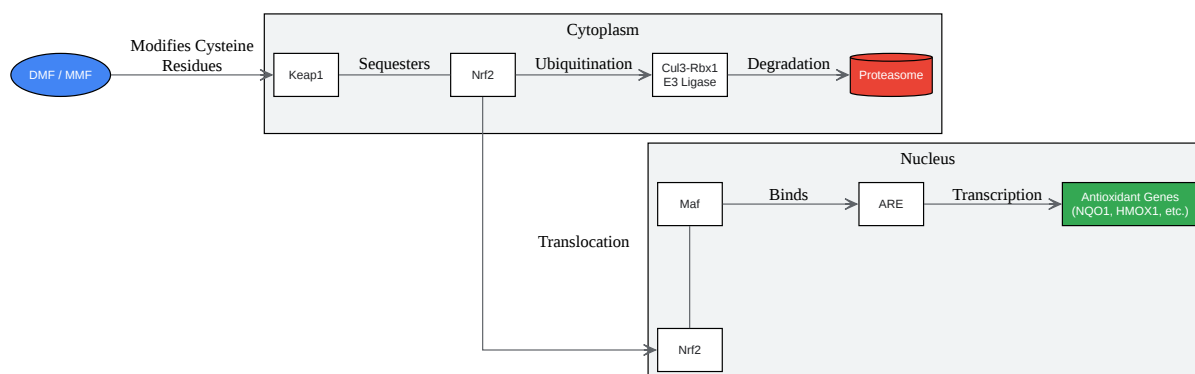 Cytoplasm
Modifies Cysteine
Residues
DMF / MMF
Keap1
Sequesters
Nrf2
Ubiquitination
Cul3-Rbx1
E3 Ligase
Degradation
Proteasome
Nucleus
Maf
Binds
ARE
Transcription
Antioxidant Genes
(NQO1, HMOX1, etc.)
Translocation
Nrf2